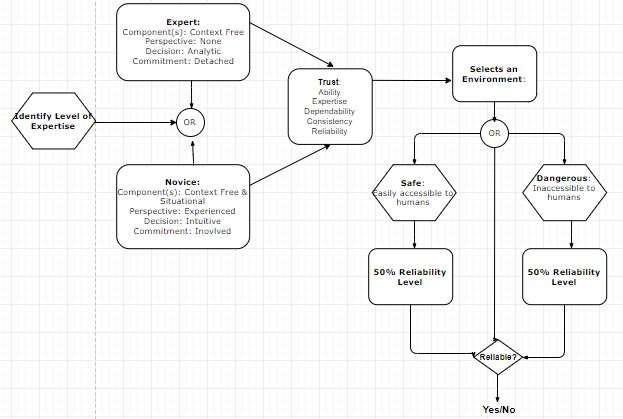 Expert:
Component(s): Context Free
Perspective: None
Decision: Analytic
Commitment: Detached
Identify Level of
Expertise
OR
Novice:
Component(s): Context Free &
Situational
Perspective: Experienced
Decision: Intuitive
Commitment: Inovlved
Trust:
Ability
Expertise
Dependability
Consistency
Reliability
Selects an
Environment:
OR
Safe:
Easily accessible to
humans
Dangerous:
Inaccessible to
humans
50% Reliability
Level
50% Reliability
Level
Reliable?
Yes/No